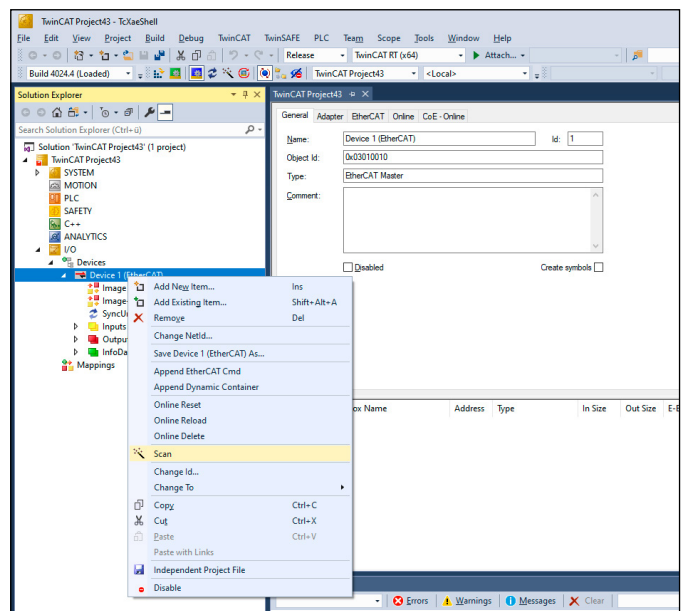 TwinCAT Project43 - TcXaeShell
File Edit View Project Build Debug TwinCAT TwinSAFE PLC Team Scope Tools Window Help
Release TwinCAT RT (x64) Attach...
Build 4024.4 (Loaded) TwinCAT Project43 <Local>
Solution Explorer
Search Solution Explorer (Ctrl+ü)
Solution 'TwinCAT Project43' (1 project)
TwinCAT Project43
SYSTEM
MOTION
PLC
SAFETY
C++
ANALYTICS
I/O
Devices
Device 1 (EtherCAT)
Image
Image
SyncU
Inputs
Outpu
InfoDa
Mappings
Add New Item... Ins
Add Existing Item... Shift+Alt+A
Remove Del
Change NetId...
Save Device 1 (EtherCAT) As...
Append EtherCAT Cmd
Append Dynamic Container
Online Reset
Online Reload
Online Delete
Scan
Change Id...
Change To
Copy Ctrl+C
Cut Ctrl+X
Paste Ctrl+V
Paste with Links
Independent Project File
Disable
TwinCAT Project43
General Adapter EtherCAT Online CoE - Online
Name: Device 1 (EtherCAT) Id: 1
Object Id: 0x03010010
Type: EtherCAT Master
Comment:
Disabled Create symbols
ox Name Address Type In Size Out Size E-B
Errors Warnings Messages Clear